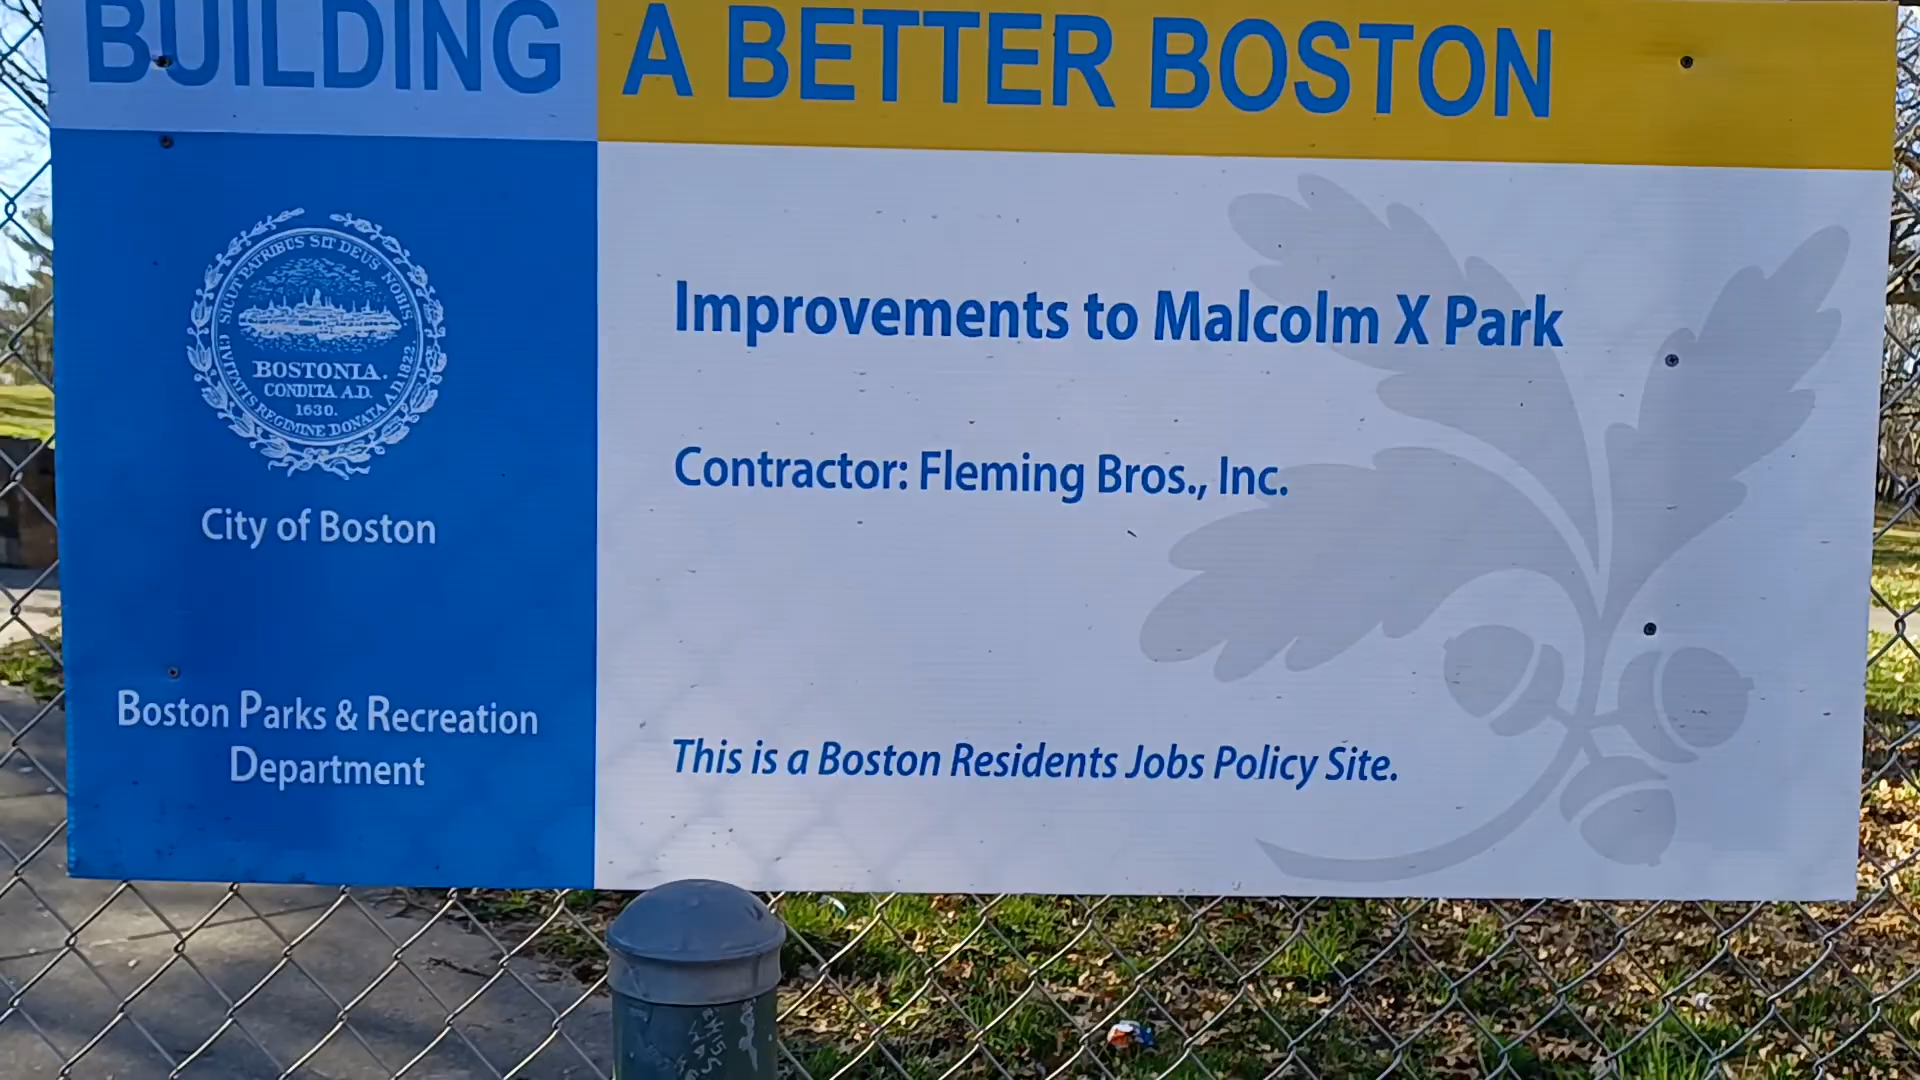 BUILDING A BETTER BOSTON
SICUT PATRIBUS SIT DEUS NOBIS
BOSTONIA.
CONDITA A.D.
1630.
CIVITATIS REGIMINE DONATA A.D. 1822.
City of Boston
Boston Parks & Recreation
Department
Improvements to Malcolm X Park
Contractor: Fleming Bros., Inc.
This is a Boston Residents Jobs Policy Site.